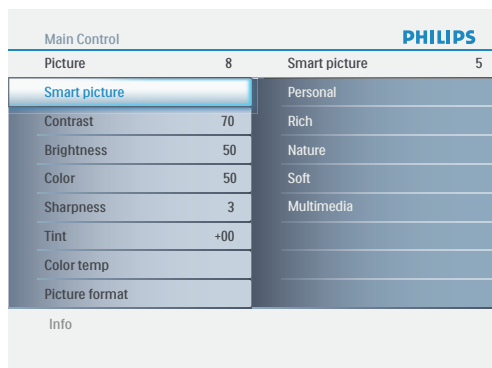 Main Control PHILIPS
Picture 8 Smart picture 5
Smart picture Personal
Contrast 70 Rich
Brightness 50 Nature
Color 50 Soft
Sharpness 3 Multimedia
Tint +00
Color temp
Picture format
Info